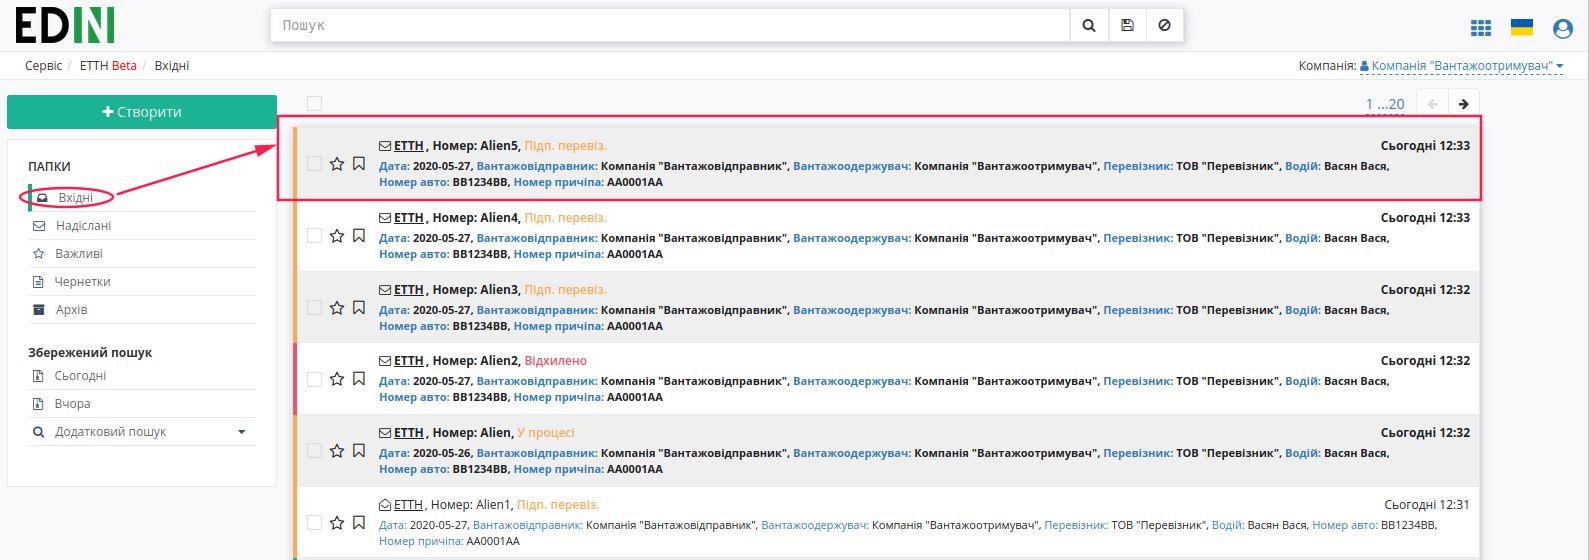 EDIN
Пошук
Сервіс / ЕТТН Beta / Вхідні
Компанія: Компанія "Вантажоотримувач"
Створити
1 ...20
ПАПКИ
Вхідні
Надіслані
Важливі
Чернетки
Архів
Збережений пошук
Сьогодні
Вчора
Додатковий пошук
ЕТТН , Номер: Alien5, Підп. перевіз. Сьогодні 12:33
Дата: 2020-05-27, Вантажовідправник: Компанія "Вантажовідправник", Вантажоодержувач: Компанія "Вантажоотримувач", Перевізник: ТОВ "Перевізник", Водій: Васян Вася,
Номер авто: BB1234BB, Номер причіпа: AA0001AA
ЕТТН , Номер: Alien4, Підп. перевіз. Сьогодні 12:33
Дата: 2020-05-27, Вантажовідправник: Компанія "Вантажовідправник", Вантажоодержувач: Компанія "Вантажоотримувач", Перевізник: ТОВ "Перевізник", Водій: Васян Вася,
Номер авто: BB1234BB, Номер причіпа: AA0001AA
ЕТТН , Номер: Alien3, Підп. перевіз. Сьогодні 12:32
Дата: 2020-05-27, Вантажовідправник: Компанія "Вантажовідправник", Вантажоодержувач: Компанія "Вантажоотримувач", Перевізник: ТОВ "Перевізник", Водій: Васян Вася,
Номер авто: BB1234BB, Номер причіпа: AA0001AA
ЕТТН , Номер: Alien2, Відхилено Сьогодні 12:32
Дата: 2020-05-27, Вантажовідправник: Компанія "Вантажовідправник", Вантажоодержувач: Компанія "Вантажоотримувач", Перевізник: ТОВ "Перевізник", Водій: Васян Вася,
Номер авто: BB1234BB, Номер причіпа: AA0001AA
ЕТТН , Номер: Alien, У процесі Сьогодні 12:32
Дата: 2020-05-26, Вантажовідправник: Компанія "Вантажовідправник", Вантажоодержувач: Компанія "Вантажоотримувач", Перевізник: ТОВ "Перевізник", Водій: Васян Вася,
Номер авто: BB1234BB, Номер причіпа: AA0001AA
ЕТТН , Номер: Alien1, Підп. перевіз. Сьогодні 12:31
Дата: 2020-05-27, Вантажовідправник: Компанія "Вантажовідправник", Вантажоодержувач: Компанія "Вантажоотримувач", Перевізник: ТОВ "Перевізник", Водій: Васян Вася, Номер авто: BB1234BB,
Номер причіпа: AA0001AA